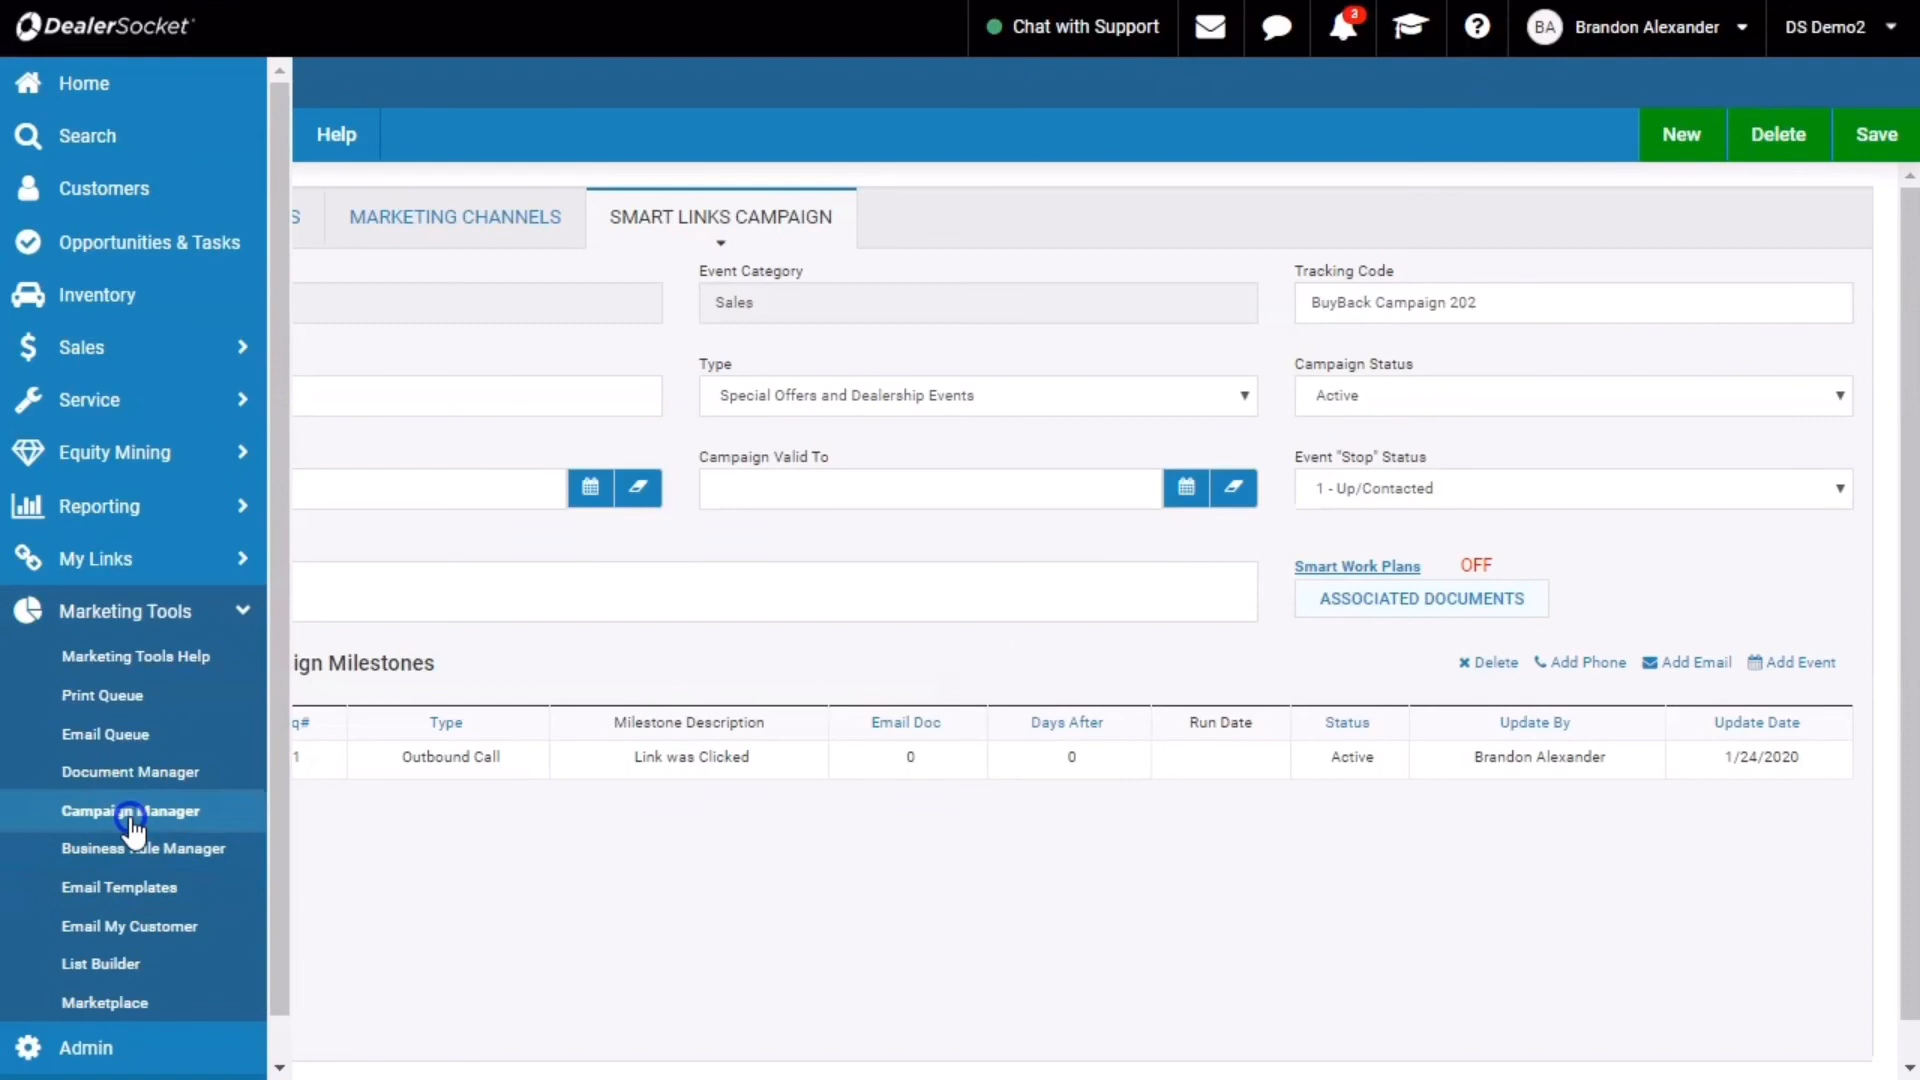 DealerSocket
Chat with Support
3
BA
Brandon Alexander
DS Demo2
Home
Search
Customers
Opportunities & Tasks
Inventory
Sales
Service
Equity Mining
Reporting
My Links
Marketing Tools
Marketing Tools Help
Print Queue
Email Queue
Document Manager
Campaign Manager
Business Rule Manager
Email Templates
Email My Customer
List Builder
Marketplace
Admin
Help
New
Delete
Save
S
MARKETING CHANNELS
SMART LINKS CAMPAIGN
Event Category
Sales
Tracking Code
BuyBack Campaign 202
Type
Special Offers and Dealership Events
Campaign Status
Active
Campaign Valid To
Event "Stop" Status
1 - Up/Contacted
Smart Work Plans OFF
ASSOCIATED DOCUMENTS
ign Milestones
Delete Add Phone Add Email Add Event
q# Type Milestone Description Email Doc Days After Run Date Status Update By Update Date
1 Outbound Call Link was Clicked 0 0 Active Brandon Alexander 1/24/2020